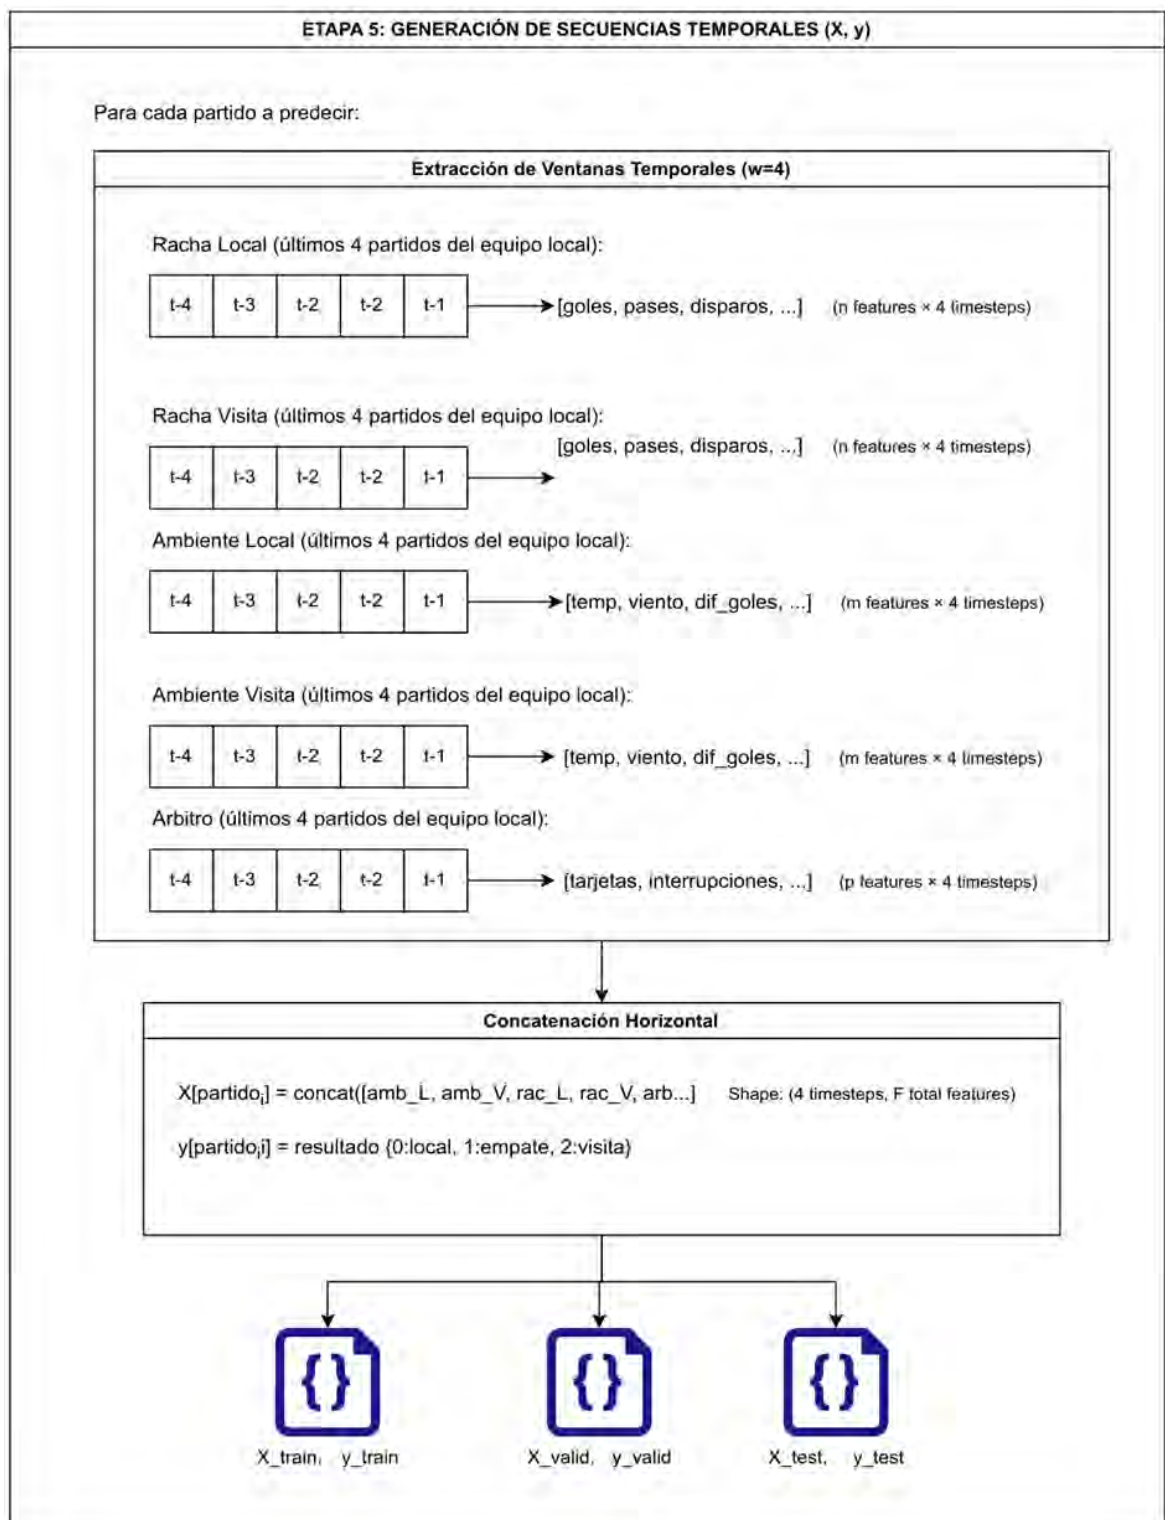 ETAPA 5: GENERACIÓN DE SECUENCIAS TEMPORALES (X, y)
Para cada partido a predecir:
Extracción de Ventanas Temporales (w=4)
Racha Local (últimos 4 partidos del equipo local):
t-4 t-3 t-2 t-2 t-1 [goles, pases, disparos, ...] (n features × 4 timesteps)
Racha Visita (últimos 4 partidos del equipo local):
[goles, pases, disparos, ...] (n features × 4 timesteps)
t-4 t-3 t-2 t-2 t-1
Ambiente Local (últimos 4 partidos del equipo local):
t-4 t-3 t-2 t-2 t-1 [temp, viento, dif_goles, ...] (m features × 4 timesteps)
Ambiente Visita (últimos 4 partidos del equipo local):
t-4 t-3 t-2 t-2 t-1 [temp, viento, dif_goles, ...] (m features × 4 timesteps)
Arbitro (últimos 4 partidos del equipo local):
t-4 t-3 t-2 t-2 t-1 [tarjetas, interrupciones, ...] (p features × 4 timesteps)
Concatenación Horizontal
X[partidoᵢ] = concat([amb_L, amb_V, rac_L, rac_V, arb...] Shape: (4 timesteps, F total features)
y[partidoᵢi] = resultado {0:local, 1:empate, 2:visita}
{} {} {}
X_train, y_train X_valid, y_valid X_test, y_test